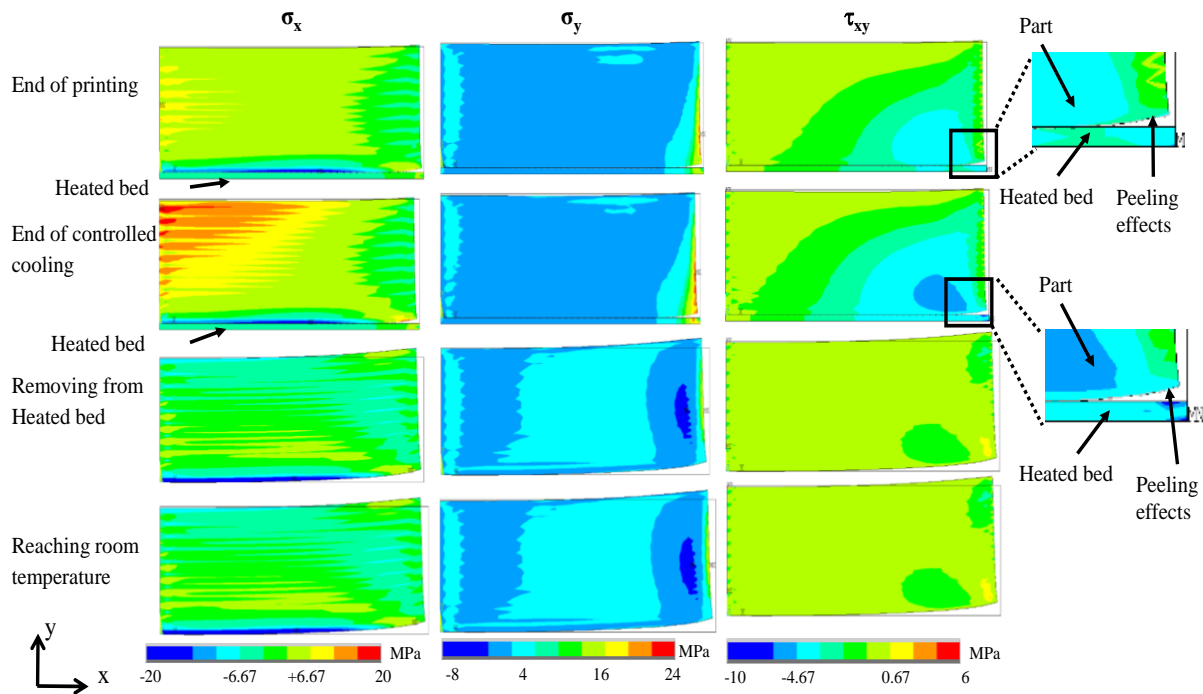 σx
σy
τxy
Part
End of printing
Heated bed
Heated bed
Peeling
effects
End of controlled
cooling
Part
Heated bed
Removing from
Heated bed
Heated bed
Peeling
effects
Reaching room
temperature
y
x
-20
-6.67
+6.67
20
MPa
-8
4
16
24
MPa
-10
-4.67
0.67
6
MPa